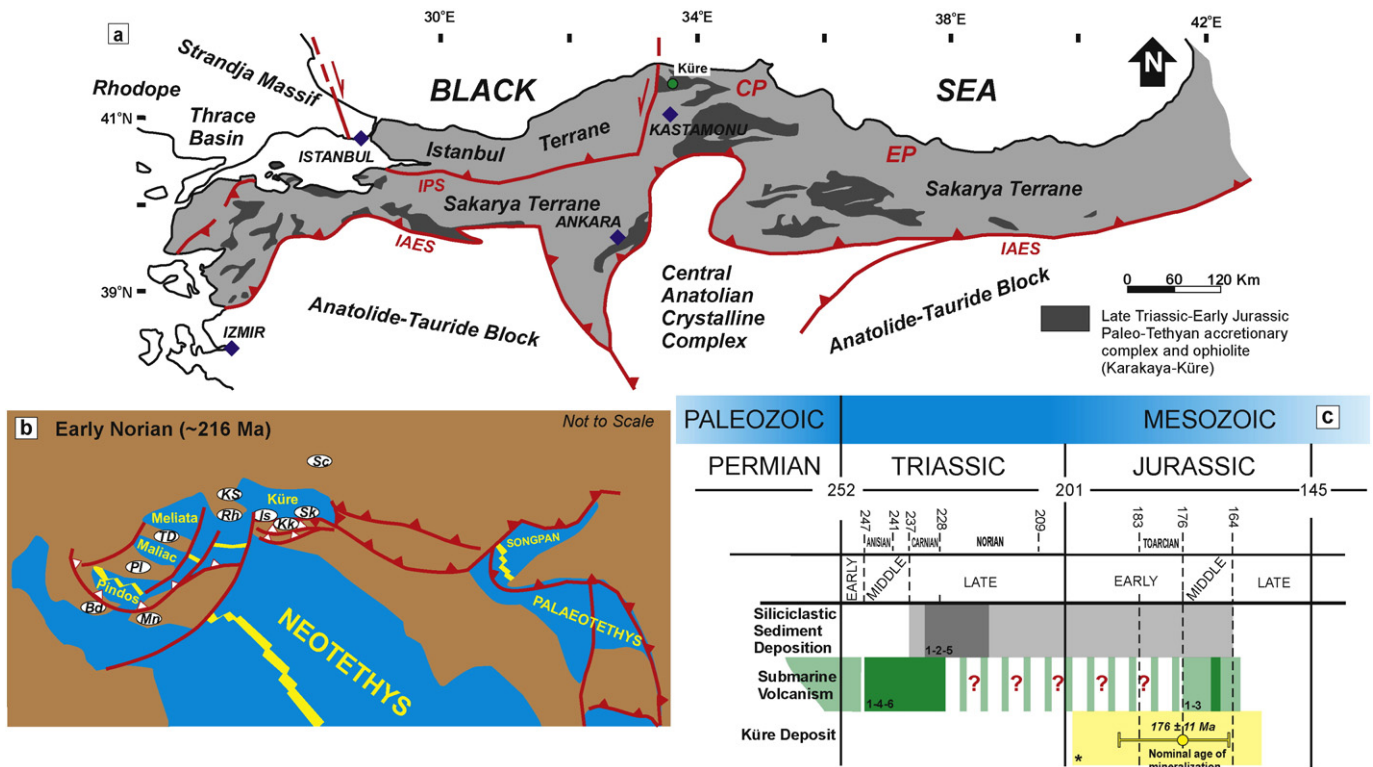 a
30°E
34°E
38°E
42°E
N
Strandja Massif
Rhodope
Thrace
Basin
41°N
39°N
BLACK
SEA
Küre
CP
KASTAMONU
ISTANBUL
Istanbul
Terrane
EP
IPS
Sakarya Terrane
Sakarya Terrane
ANKARA
IAES
IAES
Central
Anatolian
Crystalline
Complex
Anatolide-Tauride Block
Anatolide-Tauride Block
IZMIR
0 60 120 Km
Late Triassic-Early Jurassic
Paleo-Tethyan accretionary
complex and ophiolite
(Karakaya-Küre)
b Early Norian (~216 Ma)
Not to Scale
Sc
KS
Küre
Meliata
Rh
Is
Sk
Kk
TD
Maliac
Pl
Pindos
Bd
Mn
SONGPAN
PALAEOTETHYS
NEOTETHYS
c
PALEOZOIC
MESOZOIC
PERMIAN
TRIASSIC
JURASSIC
252
201
145
247
241
237
228
209
183
176
164
ANISIAN
CARNIAN
NORIAN
TOARCIAN
EARLY
MIDDLE
LATE
EARLY
MIDDLE
LATE
Siliciclastic
Sediment
Deposition
1-2-5
Submarine
Volcanism
1-4-6
? ? ? ? ?
1-3
Küre Deposit
176 ± 11 Ma
Nominal age of
mineralization
*